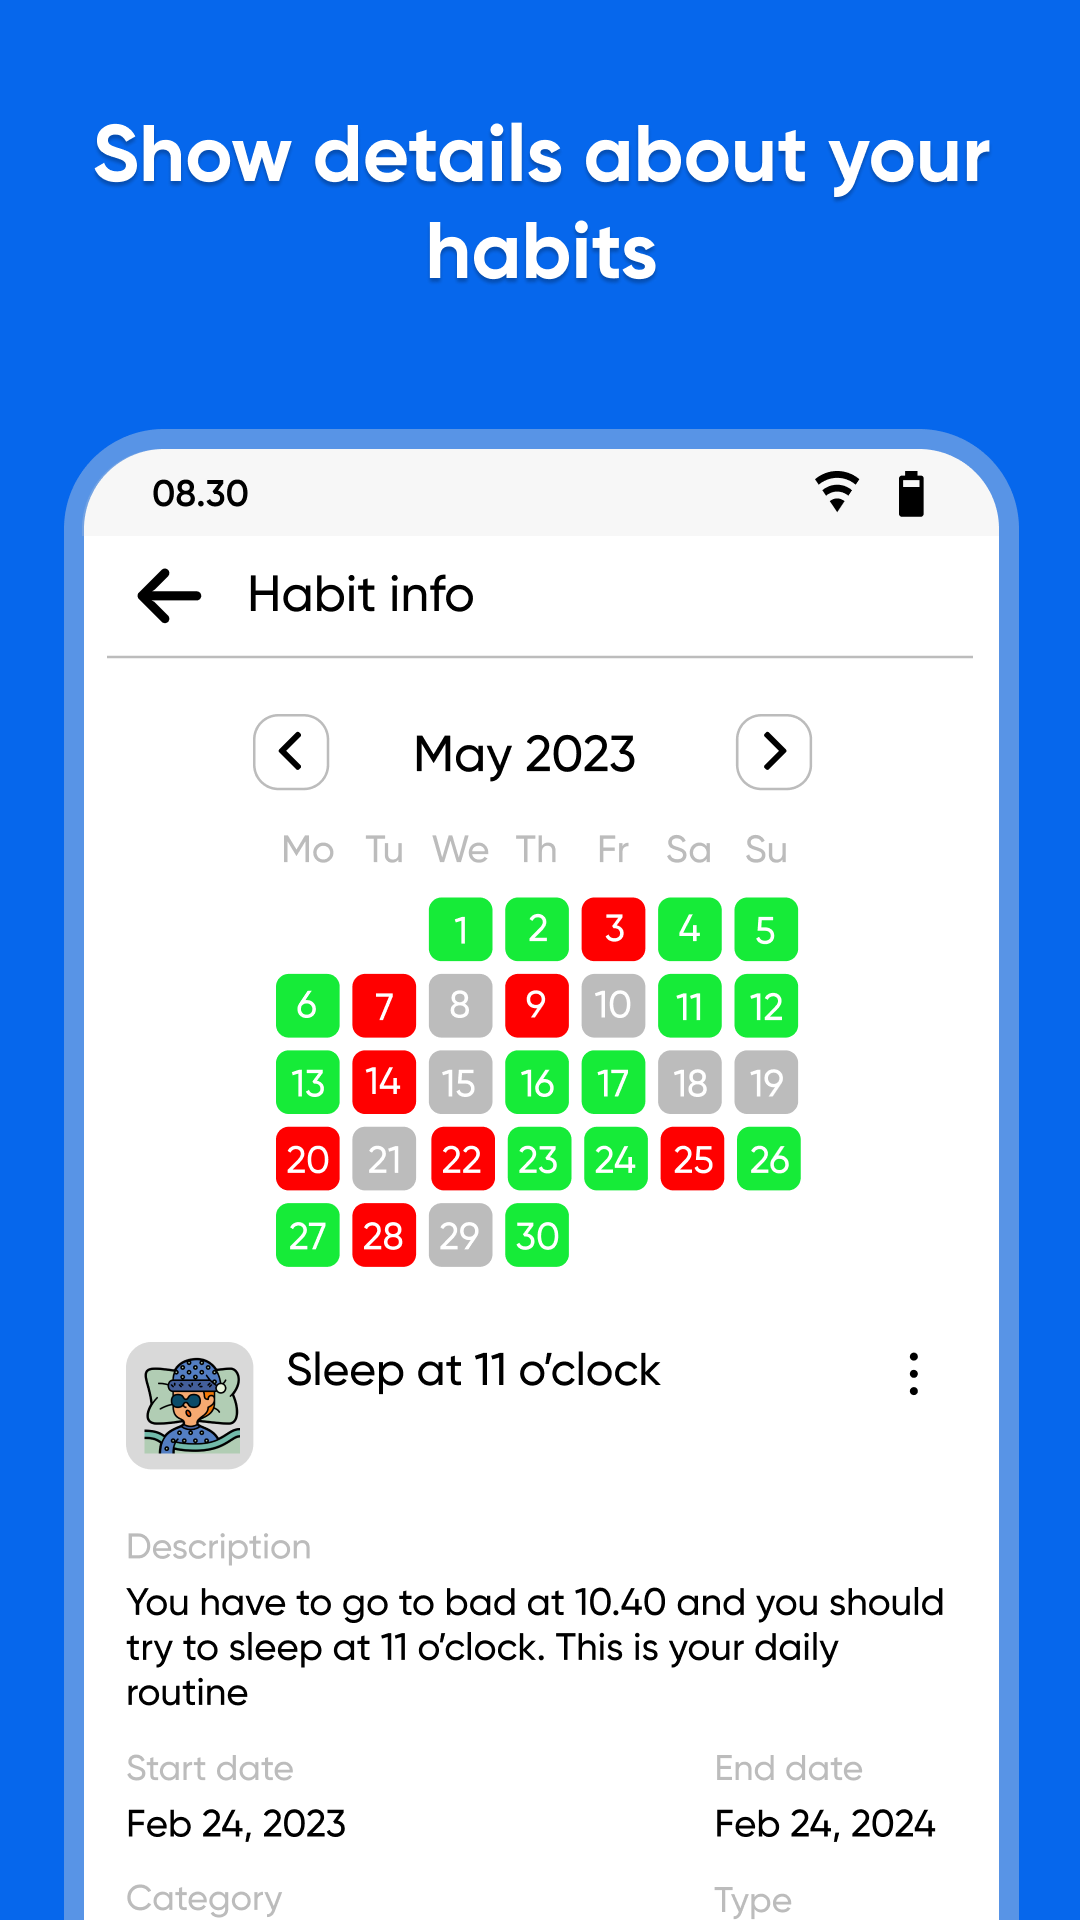 Show details about your
habits
08.30
Habit info
May 2023
Mo Tu We Th Fr Sa Su
1 2 3 4 5
6 7 8 9 10 11 12
13 14 15 16 17 18 19
20 21 22 23 24 25 26
27 28 29 30
Sleep at 11 o’clock
Description
You have to go to bad at 10.40 and you should
try to sleep at 11 o’clock. This is your daily
routine
Start date End date
Feb 24, 2023 Feb 24, 2024
Category Type